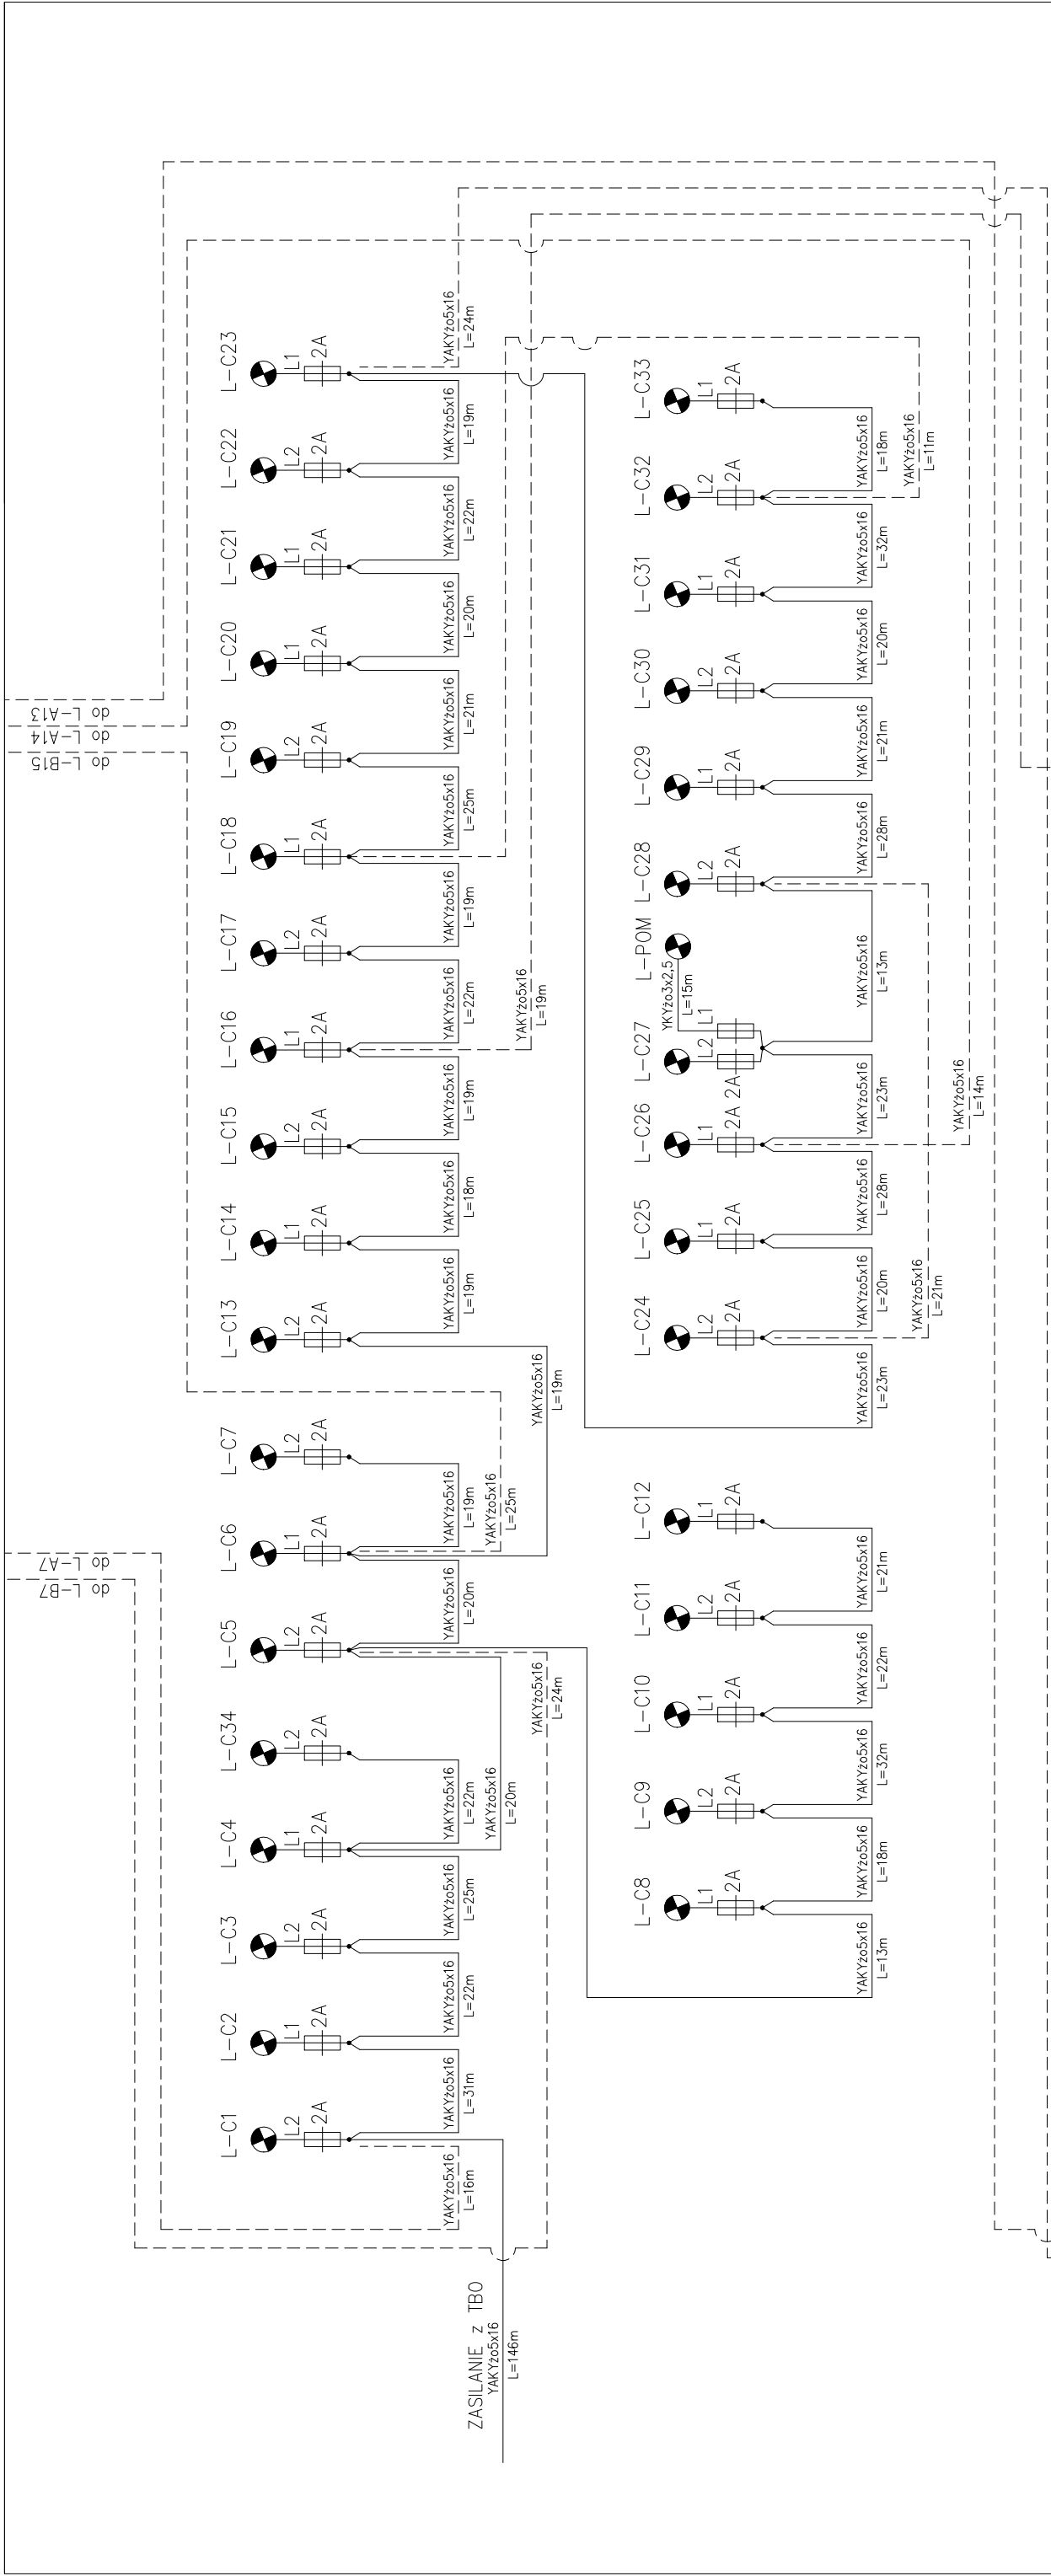 do L-A7
do L-B7
do L-A13
do L-A14
do L-B15
L-C1
L2
2A
L-C2
L1
2A
L-C3
L2
2A
L-C4
L1
2A
L-C34
L2
2A
L-C5
L2
2A
L-C6
L1
2A
L-C7
L2
2A
L-C13
L2
2A
L-C14
L1
2A
L-C15
L2
2A
L-C16
L1
2A
L-C17
L2
2A
L-C18
L1
2A
L-C19
L2
2A
L-C20
L1
2A
L-C21
L1
2A
L-C22
L2
2A
L-C23
L1
2A
YAKYżo5x16
L=16m
YAKYżo5x16
L=31m
YAKYżo5x16
L=22m
YAKYżo5x16
L=25m
YAKYżo5x16
L=22m
YAKYżo5x16
L=20m
YAKYżo5x16
L=19m
YAKYżo5x16
L=19m
YAKYżo5x16
L=18m
YAKYżo5x16
L=19m
YAKYżo5x16
L=22m
YAKYżo5x16
L=19m
YAKYżo5x16
L=25m
YAKYżo5x16
L=21m
YAKYżo5x16
L=20m
YAKYżo5x16
L=22m
YAKYżo5x16
L=19m
YAKYżo5x16
L=24m
ZASILANIE z TBO
YAKYżo5x16
L=146m
YAKYżo5x16
L=20m
YAKYżo5x16
L=24m
YAKYżo5x16
L=25m
YAKYżo5x16
L=19m
YAKYżo5x16
L=19m
L-C8
L1
2A
L-C9
L2
2A
L-C10
L1
2A
L-C11
L2
2A
L-C12
L1
2A
L-C24
L2
2A
L-C25
L1
2A
L-C26
L1
2A
L-C27
L2
2A
L1
L-POM
YKYżo3x2,5
L=15m
L-C28
L2
2A
L-C29
L1
2A
L-C30
L2
2A
L-C31
L1
2A
L-C32
L2
2A
L-C33
L1
2A
YAKYżo5x16
L=13m
YAKYżo5x16
L=18m
YAKYżo5x16
L=32m
YAKYżo5x16
L=22m
YAKYżo5x16
L=21m
YAKYżo5x16
L=23m
YAKYżo5x16
L=20m
YAKYżo5x16
L=28m
YAKYżo5x16
L=23m
YAKYżo5x16
L=13m
YAKYżo5x16
L=28m
YAKYżo5x16
L=21m
YAKYżo5x16
L=20m
YAKYżo5x16
L=32m
YAKYżo5x16
L=18m
YAKYżo5x16
L=21m
YAKYżo5x16
L=14m
YAKYżo5x16
L=11m